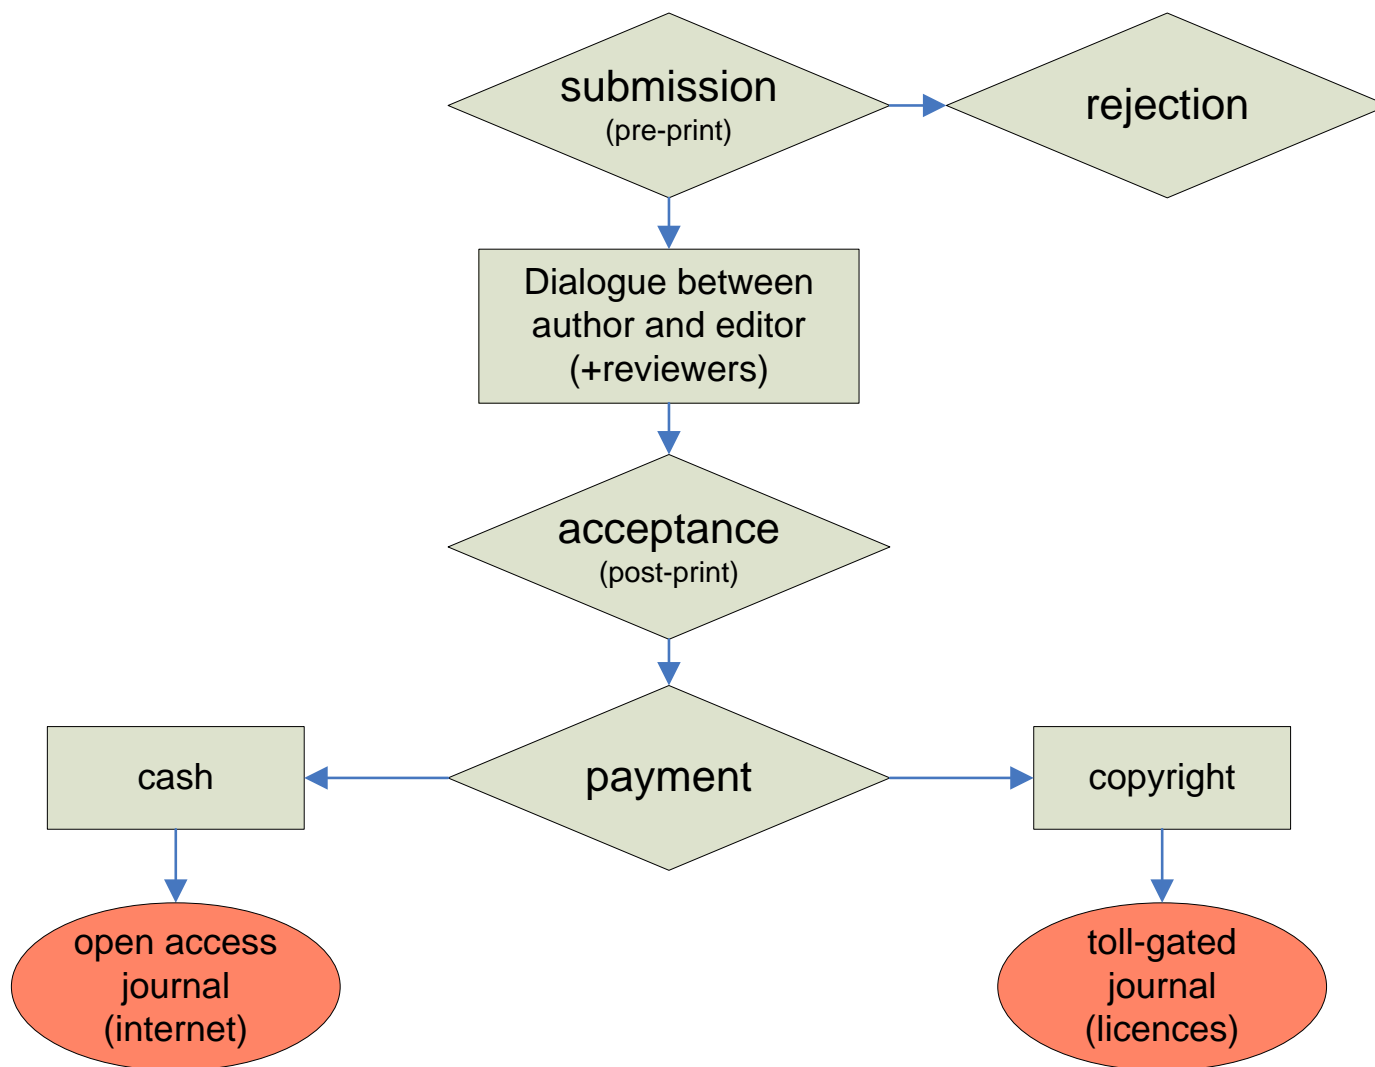 submission
(pre-print)
rejection
Dialogue between
author and editor
(+reviewers)
acceptance
(post-print)
cash
payment
copyright
open access
journal
(internet)
toll-gated
journal
(licences)